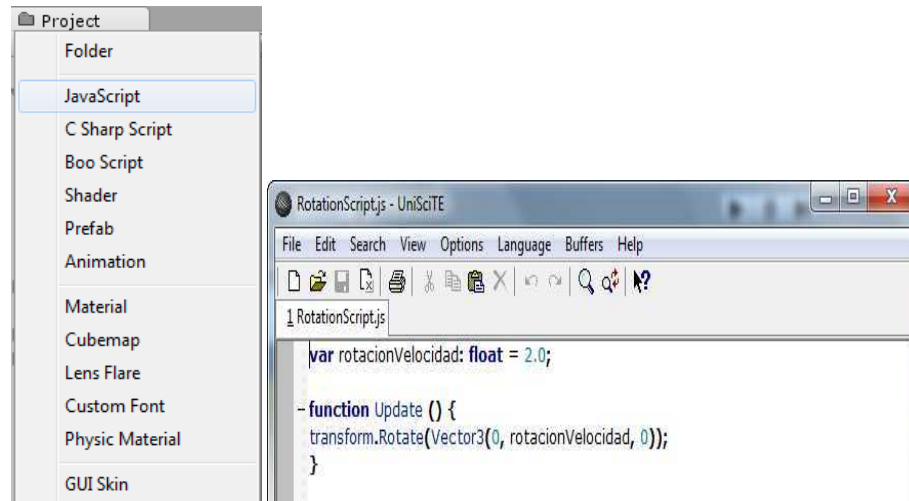 Project
Folder
JavaScript
C Sharp Script
Boo Script
Shader
Prefab
Animation
Material
Cubemap
Lens Flare
Custom Font
Physic Material
GUI Skin
RotationScript.js - UniSciTE
File Edit Search View Options Language Buffers Help
1 RotationScript.js
var rotacionVelocidad: float = 2.0;
function Update () {
transform.Rotate(Vector3(0, rotacionVelocidad, 0));
}